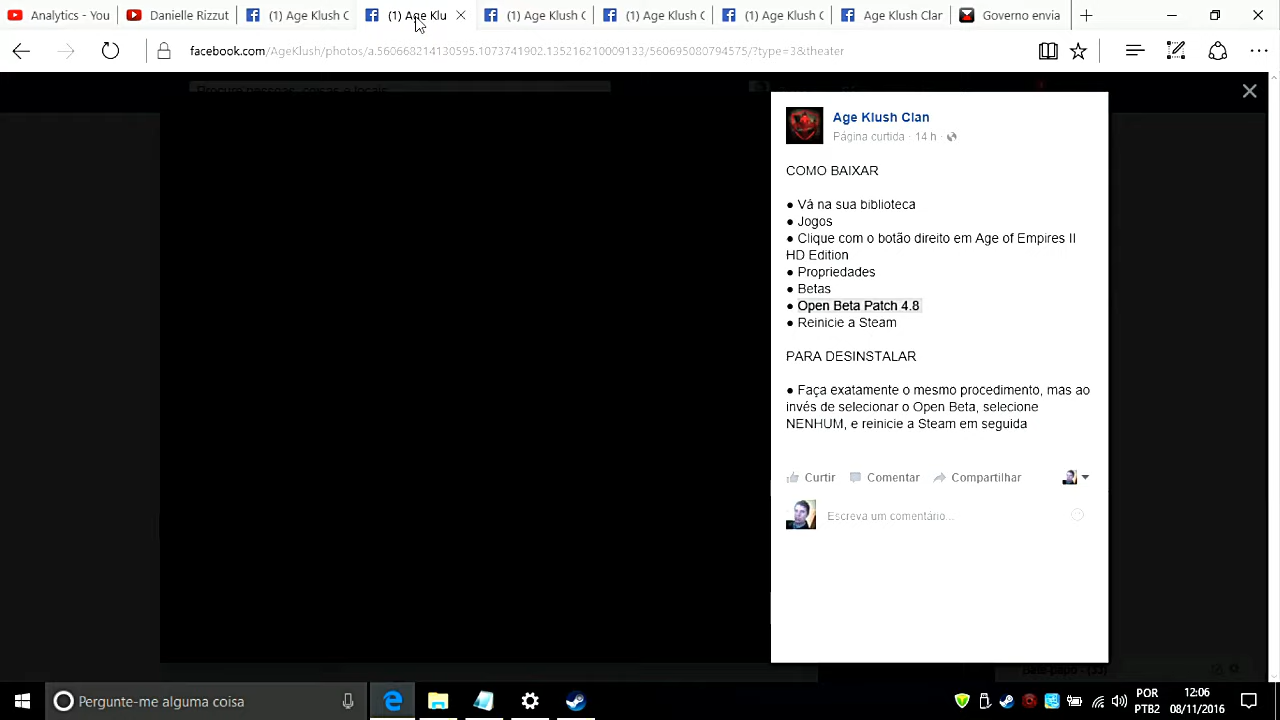 Analytics - You
Danielle Rizzut
(1) Age Klush C
(1) Age Klu
(1) Age Klush C
(1) Age Klush C
(1) Age Klush C
Age Klush Clar
Governo envia
facebook.com/AgeKlush/photos/a.560668214130595.1073741902.135216210009133/560695080794575/?type=3&theater
Age Klush Clan
Página curtida · 14 h ·
COMO BAIXAR
● Vá na sua biblioteca
● Jogos
● Clique com o botão direito em Age of Empires II
HD Edition
● Propriedades
● Betas
● Open Beta Patch 4.8
● Reinicie a Steam
PARA DESINSTALAR
● Faça exatamente o mesmo procedimento, mas ao
invés de selecionar o Open Beta, selecione
NENHUM, e reinicie a Steam em seguida
Curtir Comentar Compartilhar
Escreva um comentário...
Pergunte-me alguma coisa
POR
PTB2
12:06
08/11/2016